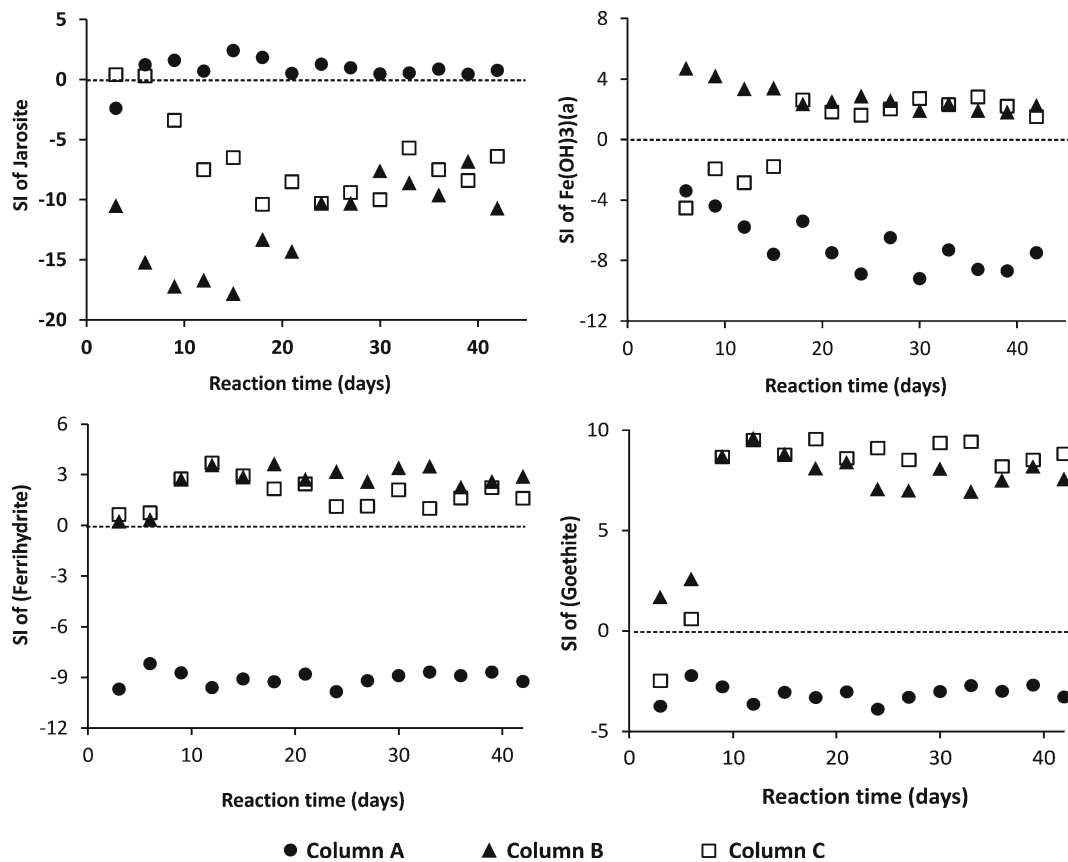 SI of Jarosite
5
0
-5
-10
-15
-20
0 10 20 30 40
Reaction time (days)
SI of Fe(OH)3)(a)
8
4
0
-4
-8
-12
0 10 20 30 40
Reaction time (days)
SI of (Ferrihydrite)
6
3
0
-3
-6
-9
-12
0 10 20 30 40
Reaction time (days)
SI of (Goethite)
10
5
0
-5
0 10 20 30 40
Reaction time (days)
Column A Column B Column C